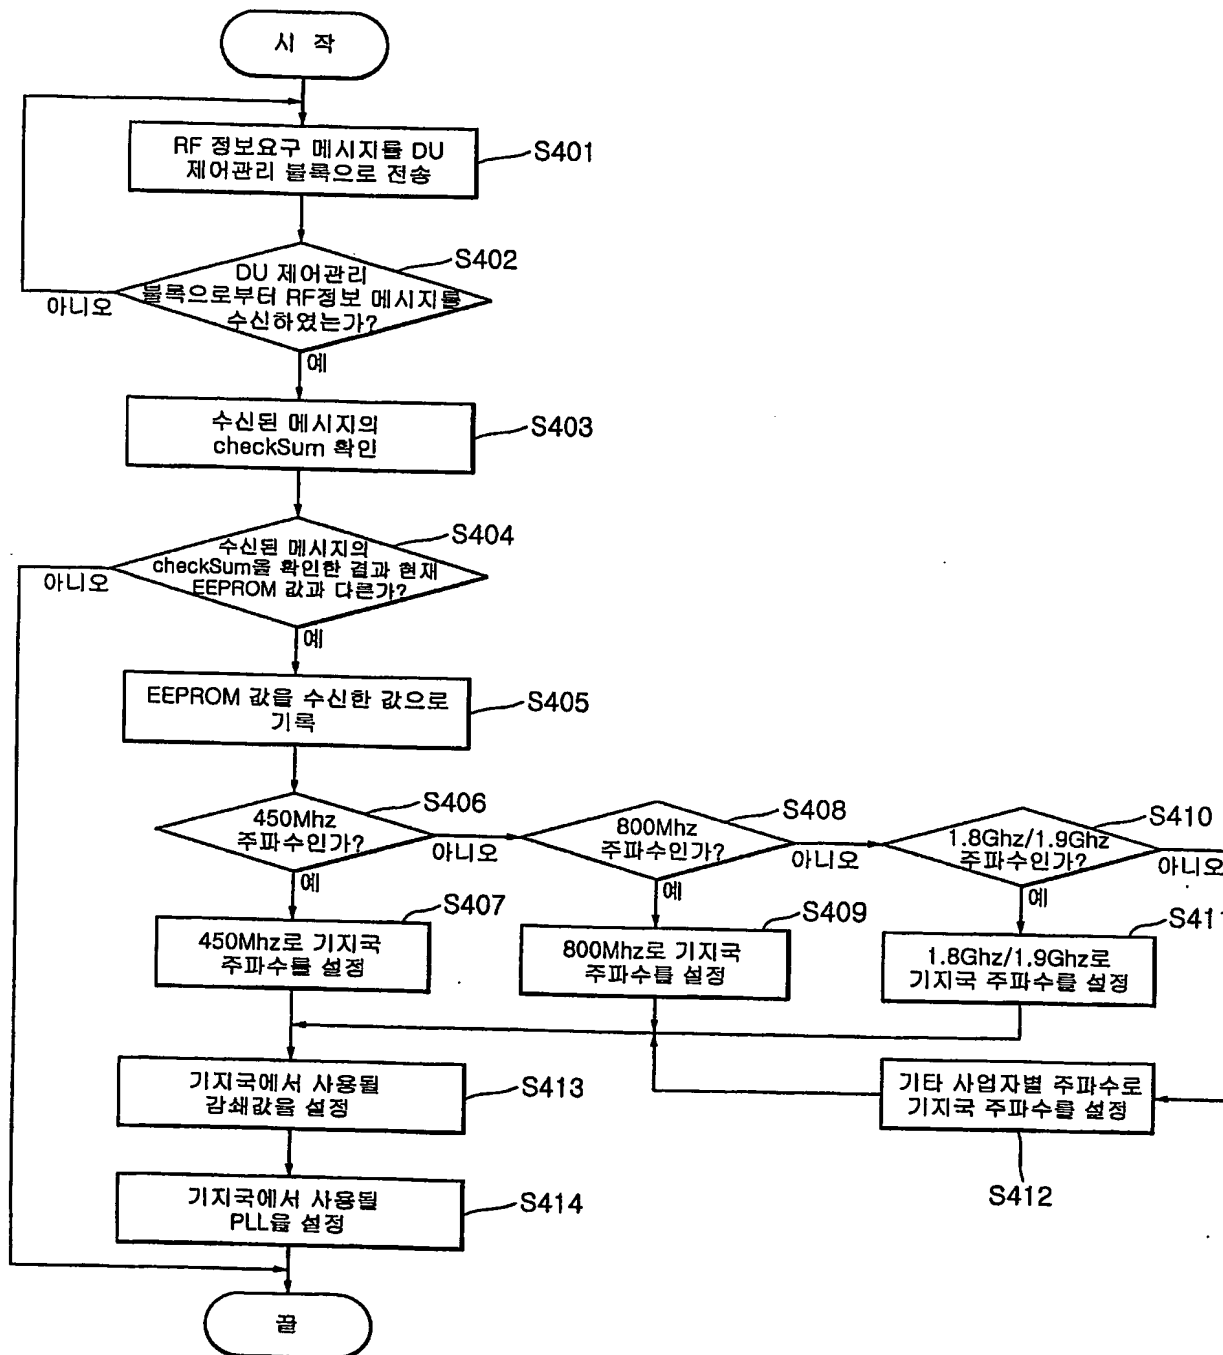 시 작
RF 정보요구 메시지를 DU
제어관리 블록으로 전송
S401
S402
DU 제어관리
블록으로부터 RF정보 메시지를
수신하였는가?
아니오
예
수신된 메시지의
checkSum 확인
S403
S404
수신된 메시지의
checkSum을 확인한 결과 현재
EEPROM 값과 다른가?
아니오
예
EEPROM 값을 수신한 값으로
기록
S405
S406
450Mhz
주파수인가?
아니오
예
S408
800Mhz
주파수인가?
아니오
예
S410
1.8Ghz/1.9Ghz
주파수인가?
아니오
예
S407
450Mhz로 기지국
주파수를 설정
S409
800Mhz로 기지국
주파수를 설정
S411
1.8Ghz/1.9Ghz로
기지국 주파수를 설정
기지국에서 사용될
감쇄값을 설정
S413
기타 사업자별 주파수로
기지국 주파수를 설정
S412
기지국에서 사용될
PLL을 설정
S414
끝